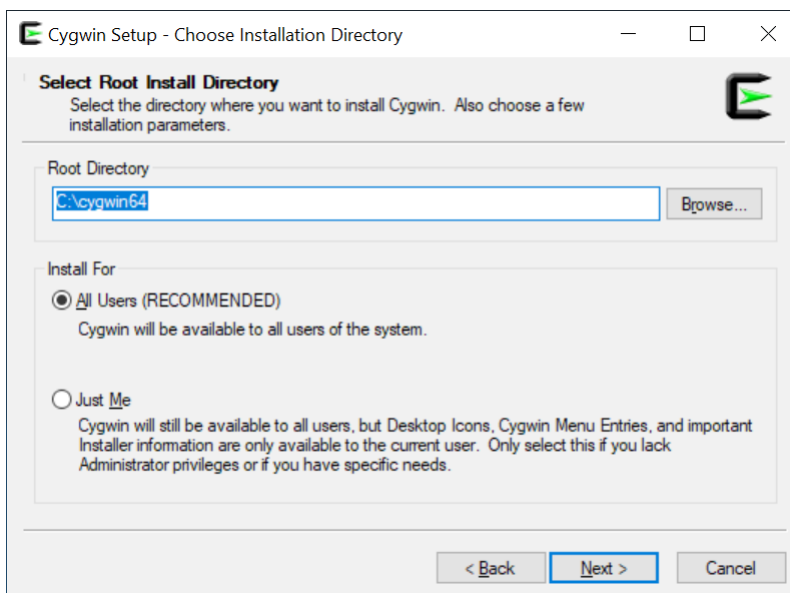 Cygwin Setup - Choose Installation Directory
Select Root Install Directory
Select the directory where you want to install Cygwin. Also choose a few
installation parameters.
Root Directory
C:\cygwin64
Browse...
Install For
All Users (RECOMMENDED)
Cygwin will be available to all users of the system.
Just Me
Cygwin will still be available to all users, but Desktop Icons, Cygwin Menu Entries, and important
Installer information are only available to the current user. Only select this if you lack
Administrator privileges or if you have specific needs.
< Back
Next >
Cancel